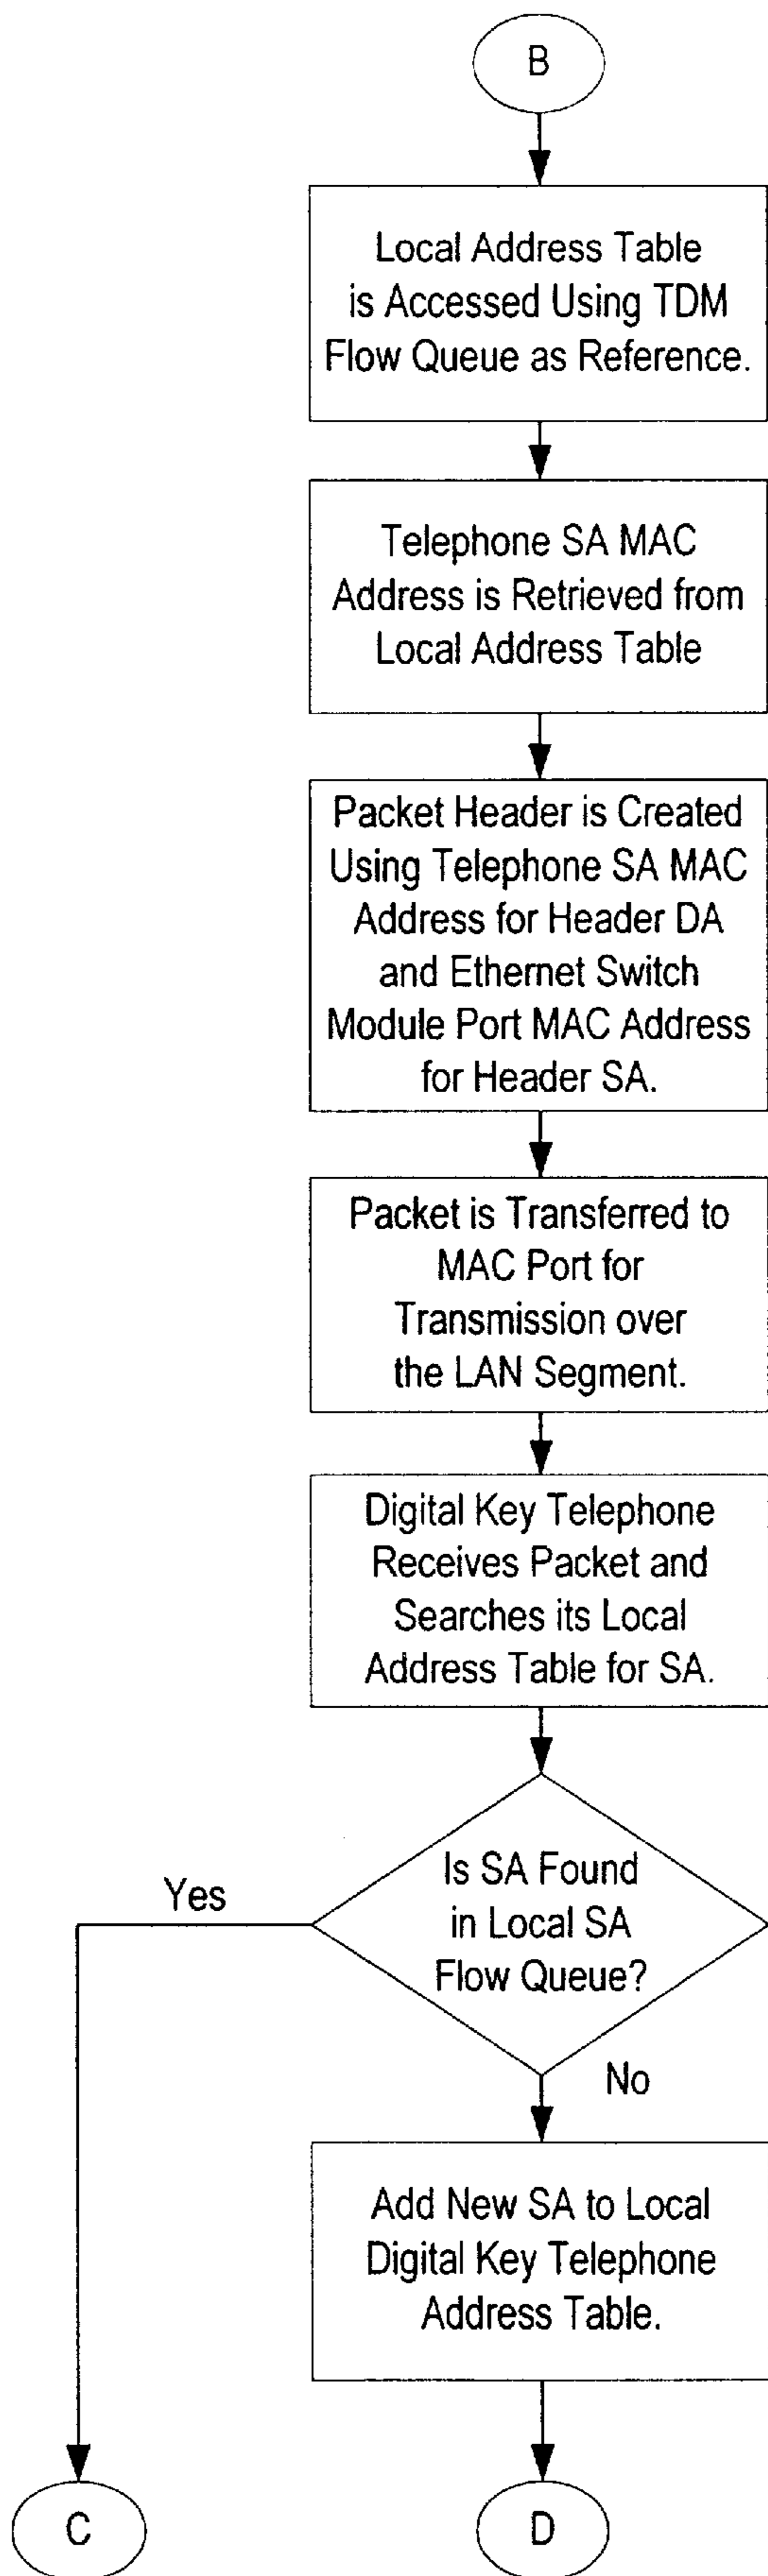 B
Local Address Table
is Accessed Using TDM
Flow Queue as Reference.
Telephone SA MAC
Address is Retrieved from
Local Address Table
Packet Header is Created
Using Telephone SA MAC
Address for Header DA
and Ethernet Switch
Module Port MAC Address
for Header SA.
Packet is Transferred to
MAC Port for
Transmission over
the LAN Segment.
Digital Key Telephone
Receives Packet and
Searches its Local
Address Table for SA.
Is SA Found
in Local SA
Flow Queue?
Yes
No
Add New SA to Local
Digital Key Telephone
Address Table.
C
D